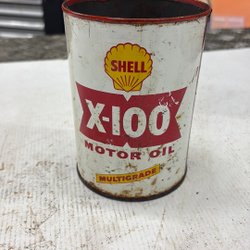 SHELL
X-100
MOTOR OIL
MULTIGRADE